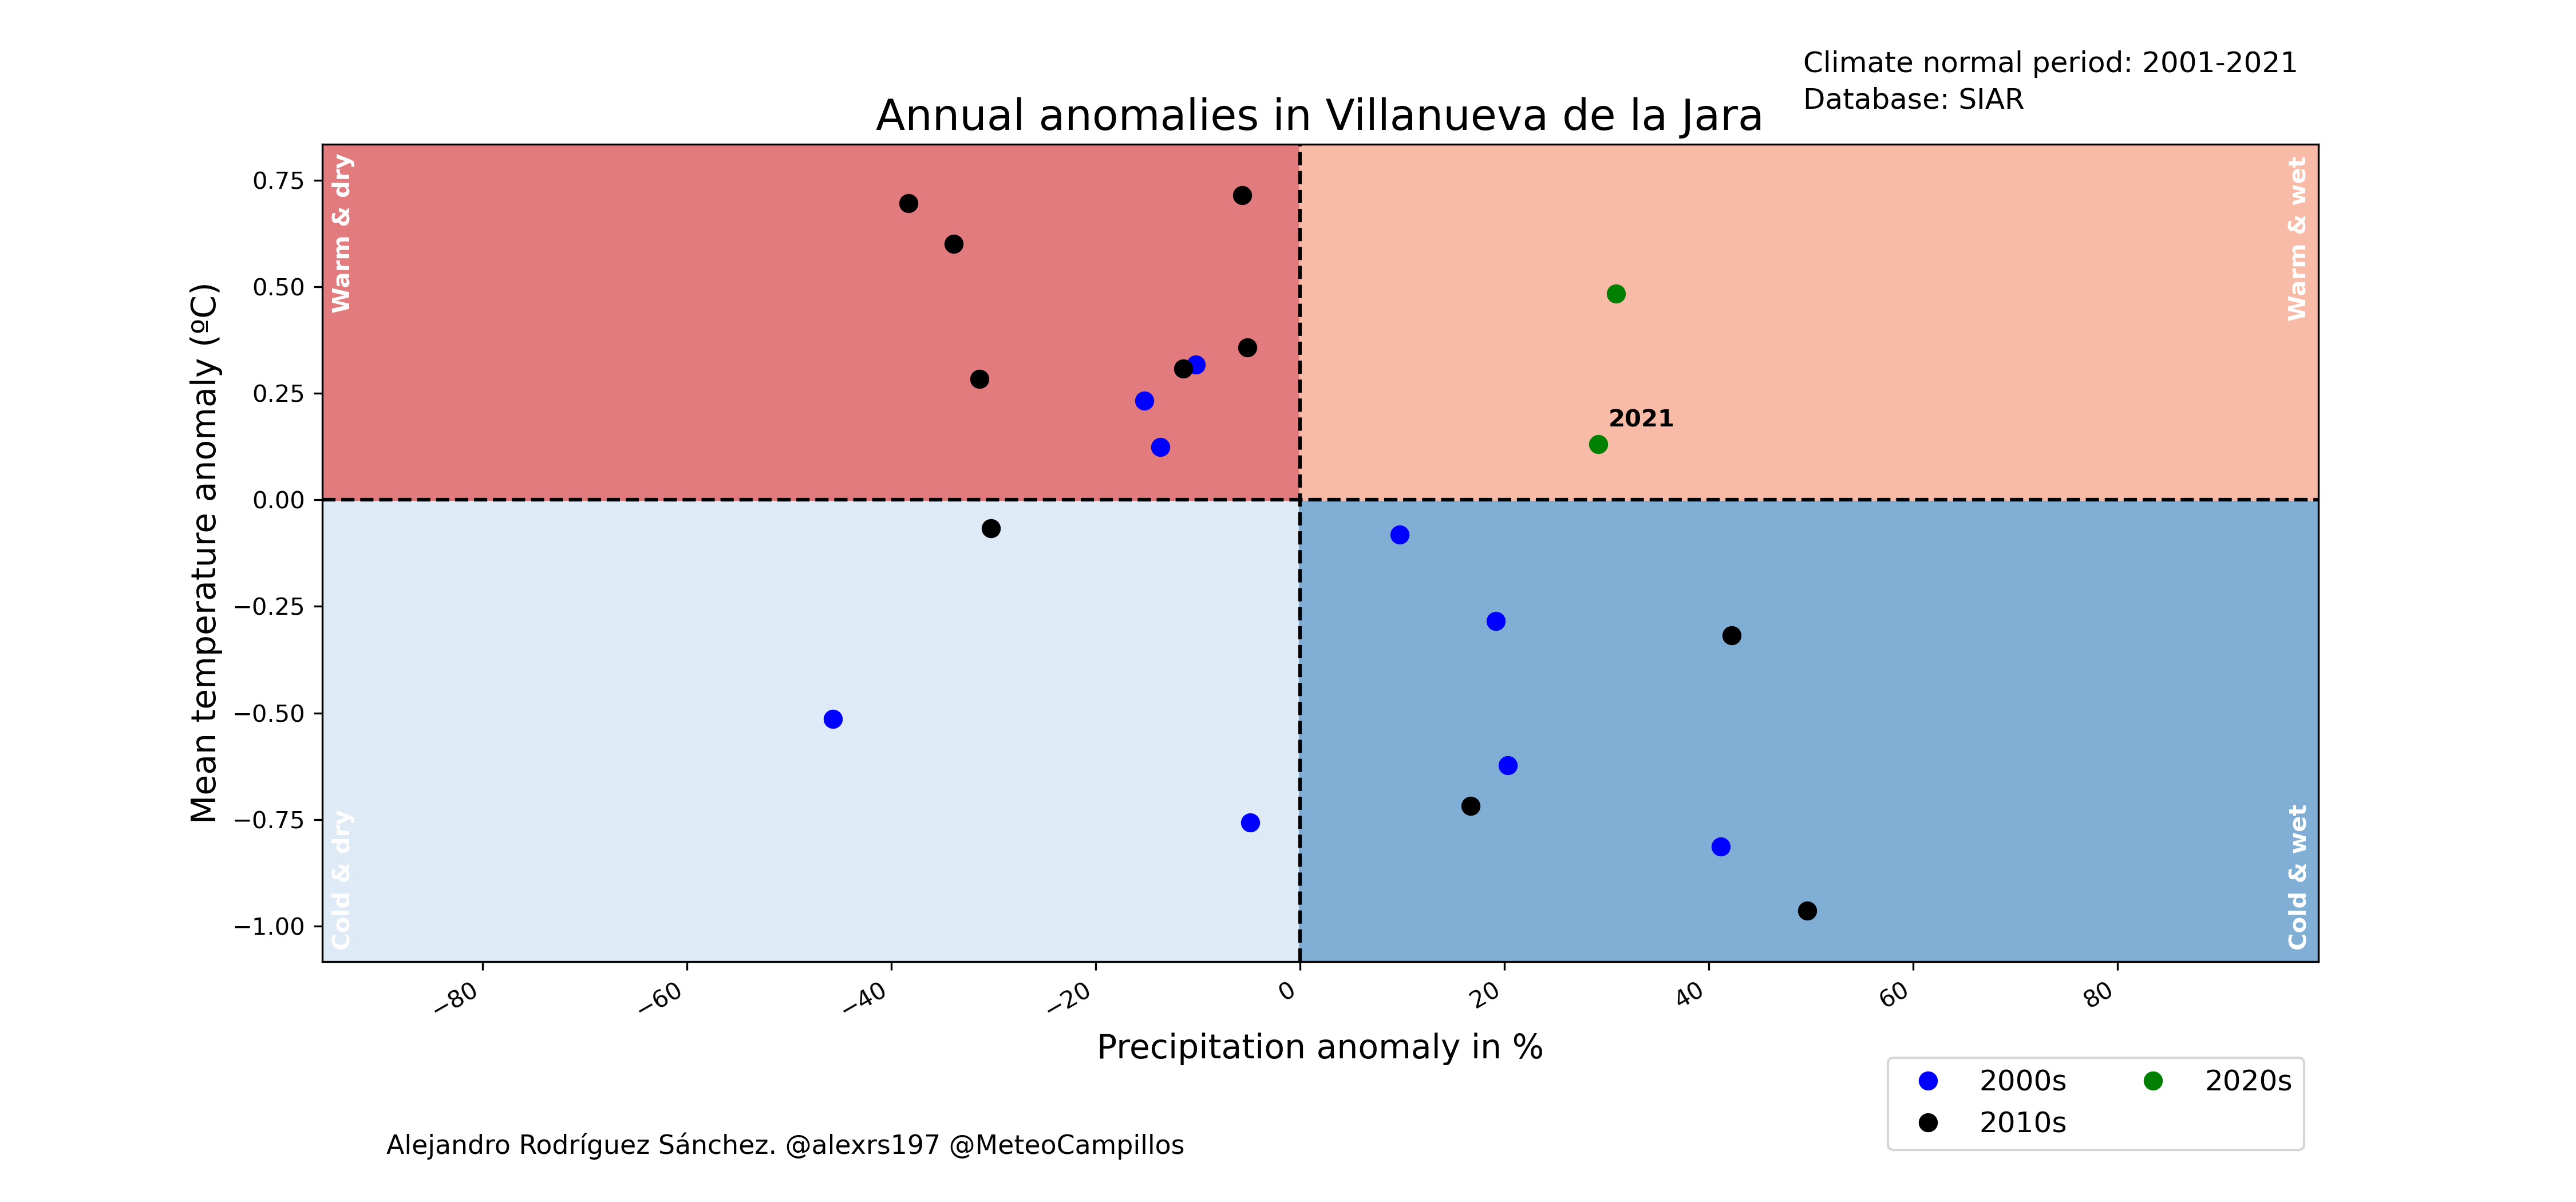 Climate normal period: 2001-2021
Database: SIAR
Annual anomalies in Villanueva de la Jara
Warm & dry
Warm & wet
2021
Cold & dry
Cold & wet
Mean temperature anomaly (ºC)
0.75
0.50
0.25
0.00
−0.25
−0.50
−0.75
−1.00
−80
−60
−40
−20
0
20
40
60
80
Precipitation anomaly in %
2000s
2010s
2020s
Alejandro Rodríguez Sánchez. @alexrs197 @MeteoCampillos